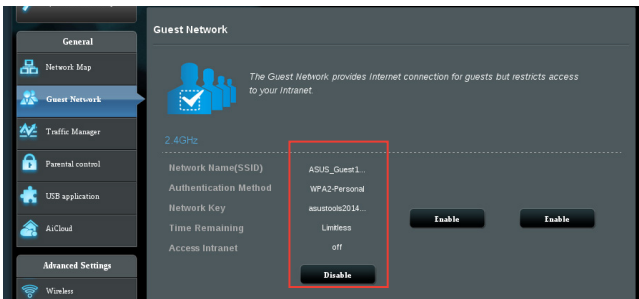 General
Network Map
Guest Network
Traffic Manager
Parental control
USB application
AiCloud
Advanced Settings
Wireless
Guest Network
The Guest Network provides Internet connection for guests but restricts access
to your Intranet.
2.4GHz
Network Name(SSID) ASUS_Guest1...
Authentication Method WPA2-Personal
Network Key asustools2014...
Time Remaining Limitless
Access Intranet off
Disable
Enable
Enable